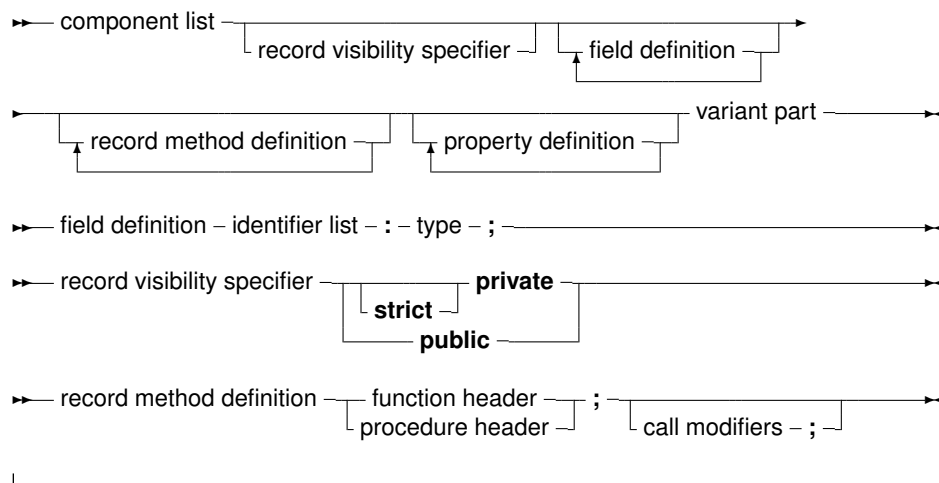 component list
record visibility specifier field definition
variant part
record method definition property definition
field definition identifier list : type ;
record visibility specifier private
strict
public
record method definition function header ;
procedure header call modifiers ;